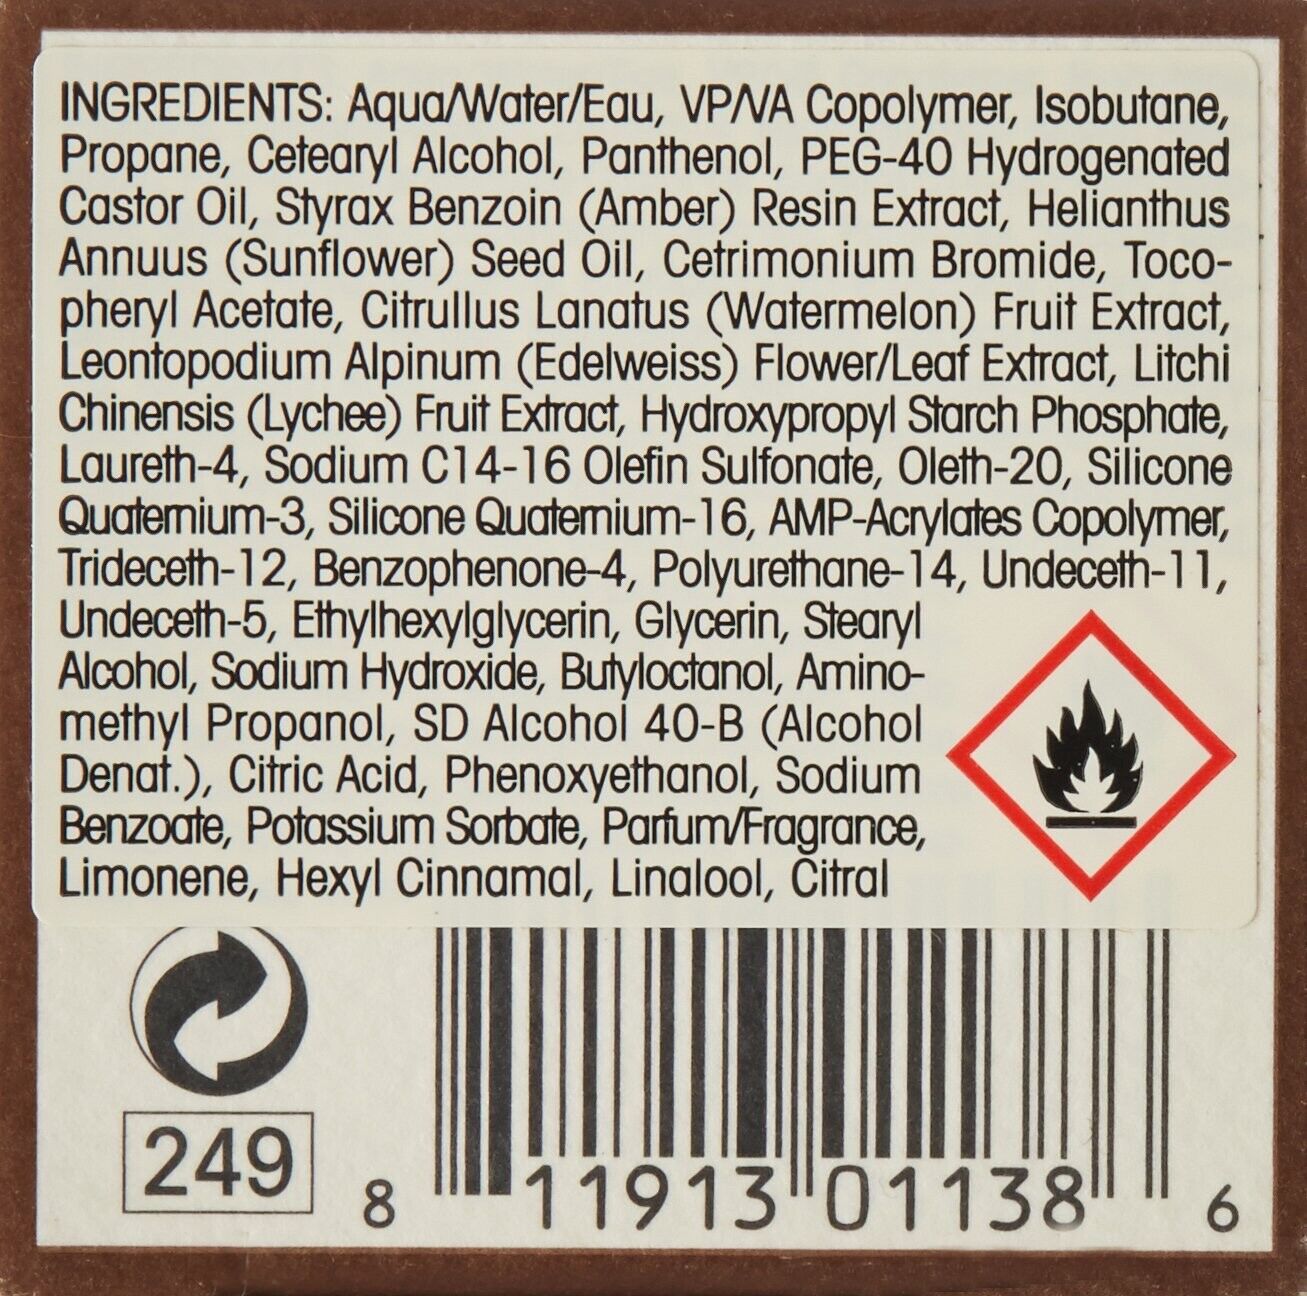 INGREDIENTS: Aqua/Water/Eau, VP/VA Copolymer, Isobutane,
Propane, Cetearyl Alcohol, Panthenol, PEG-40 Hydrogenated
Castor Oil, Styrax Benzoin (Amber) Resin Extract, Helianthus
Annuus (Sunflower) Seed Oil, Cetrimonium Bromide, Toco-
pheryl Acetate, Citrullus Lanatus (Watermelon) Fruit Extract,
Leontopodium Alpinum (Edelweiss) Flower/Leaf Extract, Litchi
Chinensis (Lychee) Fruit Extract, Hydroxypropyl Starch Phosphate,
Laureth-4, Sodium C14-16 Olefin Sulfonate, Oleth-20, Silicone
Quaternium-3, Silicone Quaternium-16, AMP-Acrylates Copolymer,
Trideceth-12, Benzophenone-4, Polyurethane-14, Undeceth-11,
Undeceth-5, Ethylhexylglycerin, Glycerin, Stearyl
Alcohol, Sodium Hydroxide, Butyloctanol, Amino-
methyl Propanol, SD Alcohol 40-B (Alcohol
Denat.), Citric Acid, Phenoxyethanol, Sodium
Benzoate, Potassium Sorbate, Parfum/Fragrance,
Limonene, Hexyl Cinnamal, Linalool, Citral
249
8 11913 01138 6